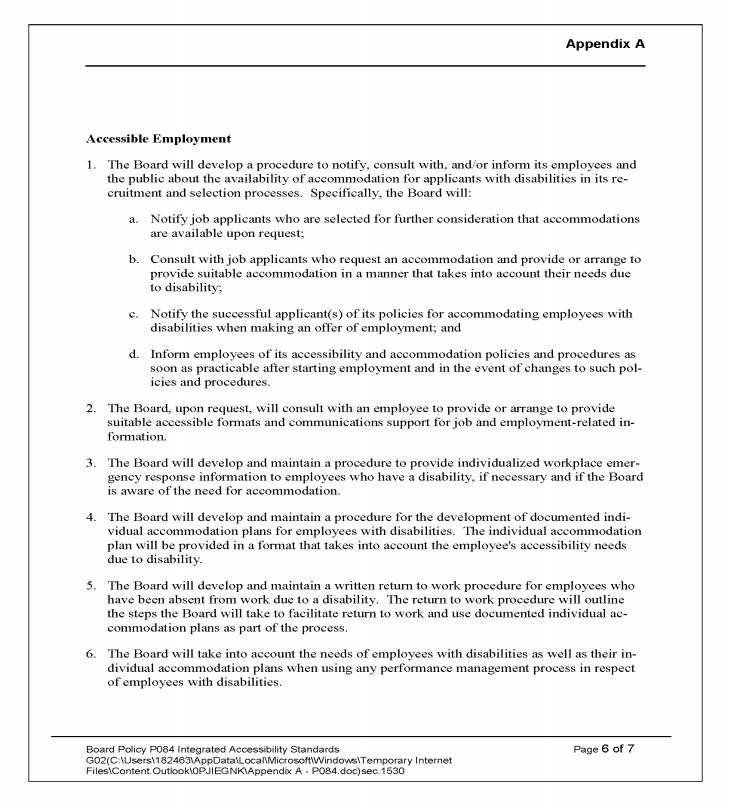 Appendix A
Accessible Employment
1. The Board will develop a procedure to notify, consult with, and/or inform its employees and
the public about the availability of accommodation for applicants with disabilities in its re-
cruitment and selection processes. Specifically, the Board will:
a. Notify job applicants who are selected for further consideration that accommodations
are available upon request;
b. Consult with job applicants who request an accommodation and provide or arrange to
provide suitable accommodation in a manner that takes into account their needs due
to disability;
c. Notify the successful applicant(s) of its policies for accommodating employees with
disabilities when making an offer of employment; and
d. Inform employees of its accessibility and accommodation policies and procedures as
soon as practicable after starting employment and in the event of changes to such pol-
icies and procedures.
2. The Board, upon request, will consult with an employee to provide or arrange to provide
suitable accessible formats and communications support for job and employment-related in-
formation.
3. The Board will develop and maintain a procedure to provide individualized workplace emer-
gency response information to employees who have a disability, if necessary and if the Board
is aware of the need for accommodation.
4. The Board will develop and maintain a procedure for the development of documented indi-
vidual accommodation plans for employees with disabilities. The individual accommodation
plan will be provided in a format that takes into account the employee's accessibility needs
due to disability.
5. The Board will develop and maintain a written return to work procedure for employees who
have been absent from work due to a disability. The return to work procedure will outline
the steps the Board will take to facilitate return to work and use documented individual ac-
commodation plans as part of the process.
6. The Board will take into account the needs of employees with disabilities as well as their in-
dividual accommodation plans when using any performance management process in respect
of employees with disabilities.
Board Policy P084 Integrated Accessibility Standards Page 6 of 7
G02(C:\Users\182463\AppData\Local\Microsoft\Windows\Temporary Internet
Files\Content.Outlook\0PJIEGNK\Appendix A - P084.doc)sec.1530